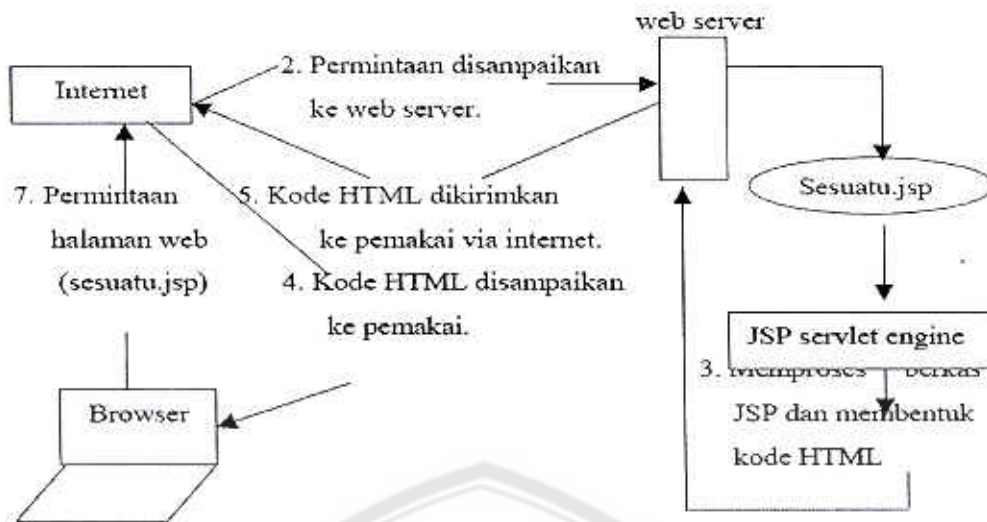 web server
Internet
2. Permintaan disampaikan
ke web server.
Sesuatu.jsp
7. Permintaan
halaman web
(sesuatu.jsp)
5. Kode HTML dikirimkan
ke pemakai via internet.
4. Kode HTML disampaikan
ke pemakai.
JSP servlet engine
3. Memproses berkas
JSP dan membentuk
kode HTML
Browser